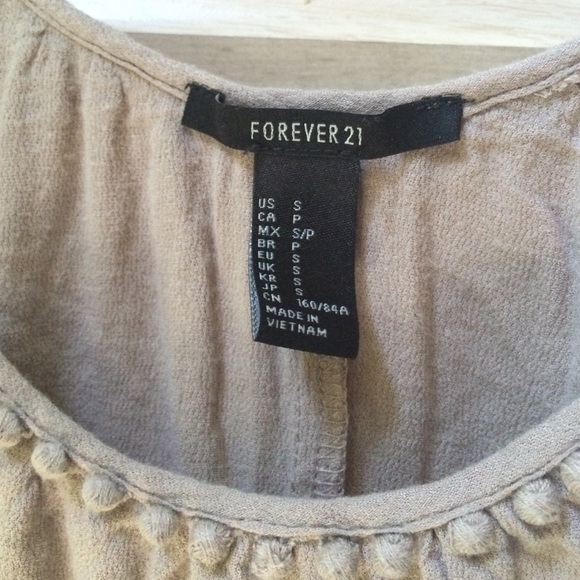 FOREVER 21
US S
CA P
MX S/P
BR P
EU S
UK S
KR S
JP S
CN 160/84A
MADE IN
VIETNAM